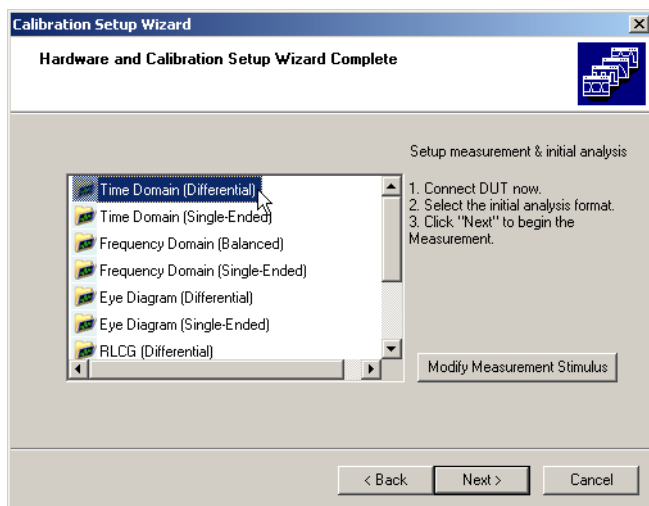 Calibration Setup Wizard
Hardware and Calibration Setup Wizard Complete
Setup measurement & initial analysis
Time Domain (Differential)
Time Domain (Single-Ended)
Frequency Domain (Balanced)
Frequency Domain (Single-Ended)
Eye Diagram (Differential)
Eye Diagram (Single-Ended)
RLCG (Differential)
1. Connect DUT now.
2. Select the initial analysis format.
3. Click "Next" to begin the
Measurement.
Modify Measurement Stimulus
< Back
Next >
Cancel